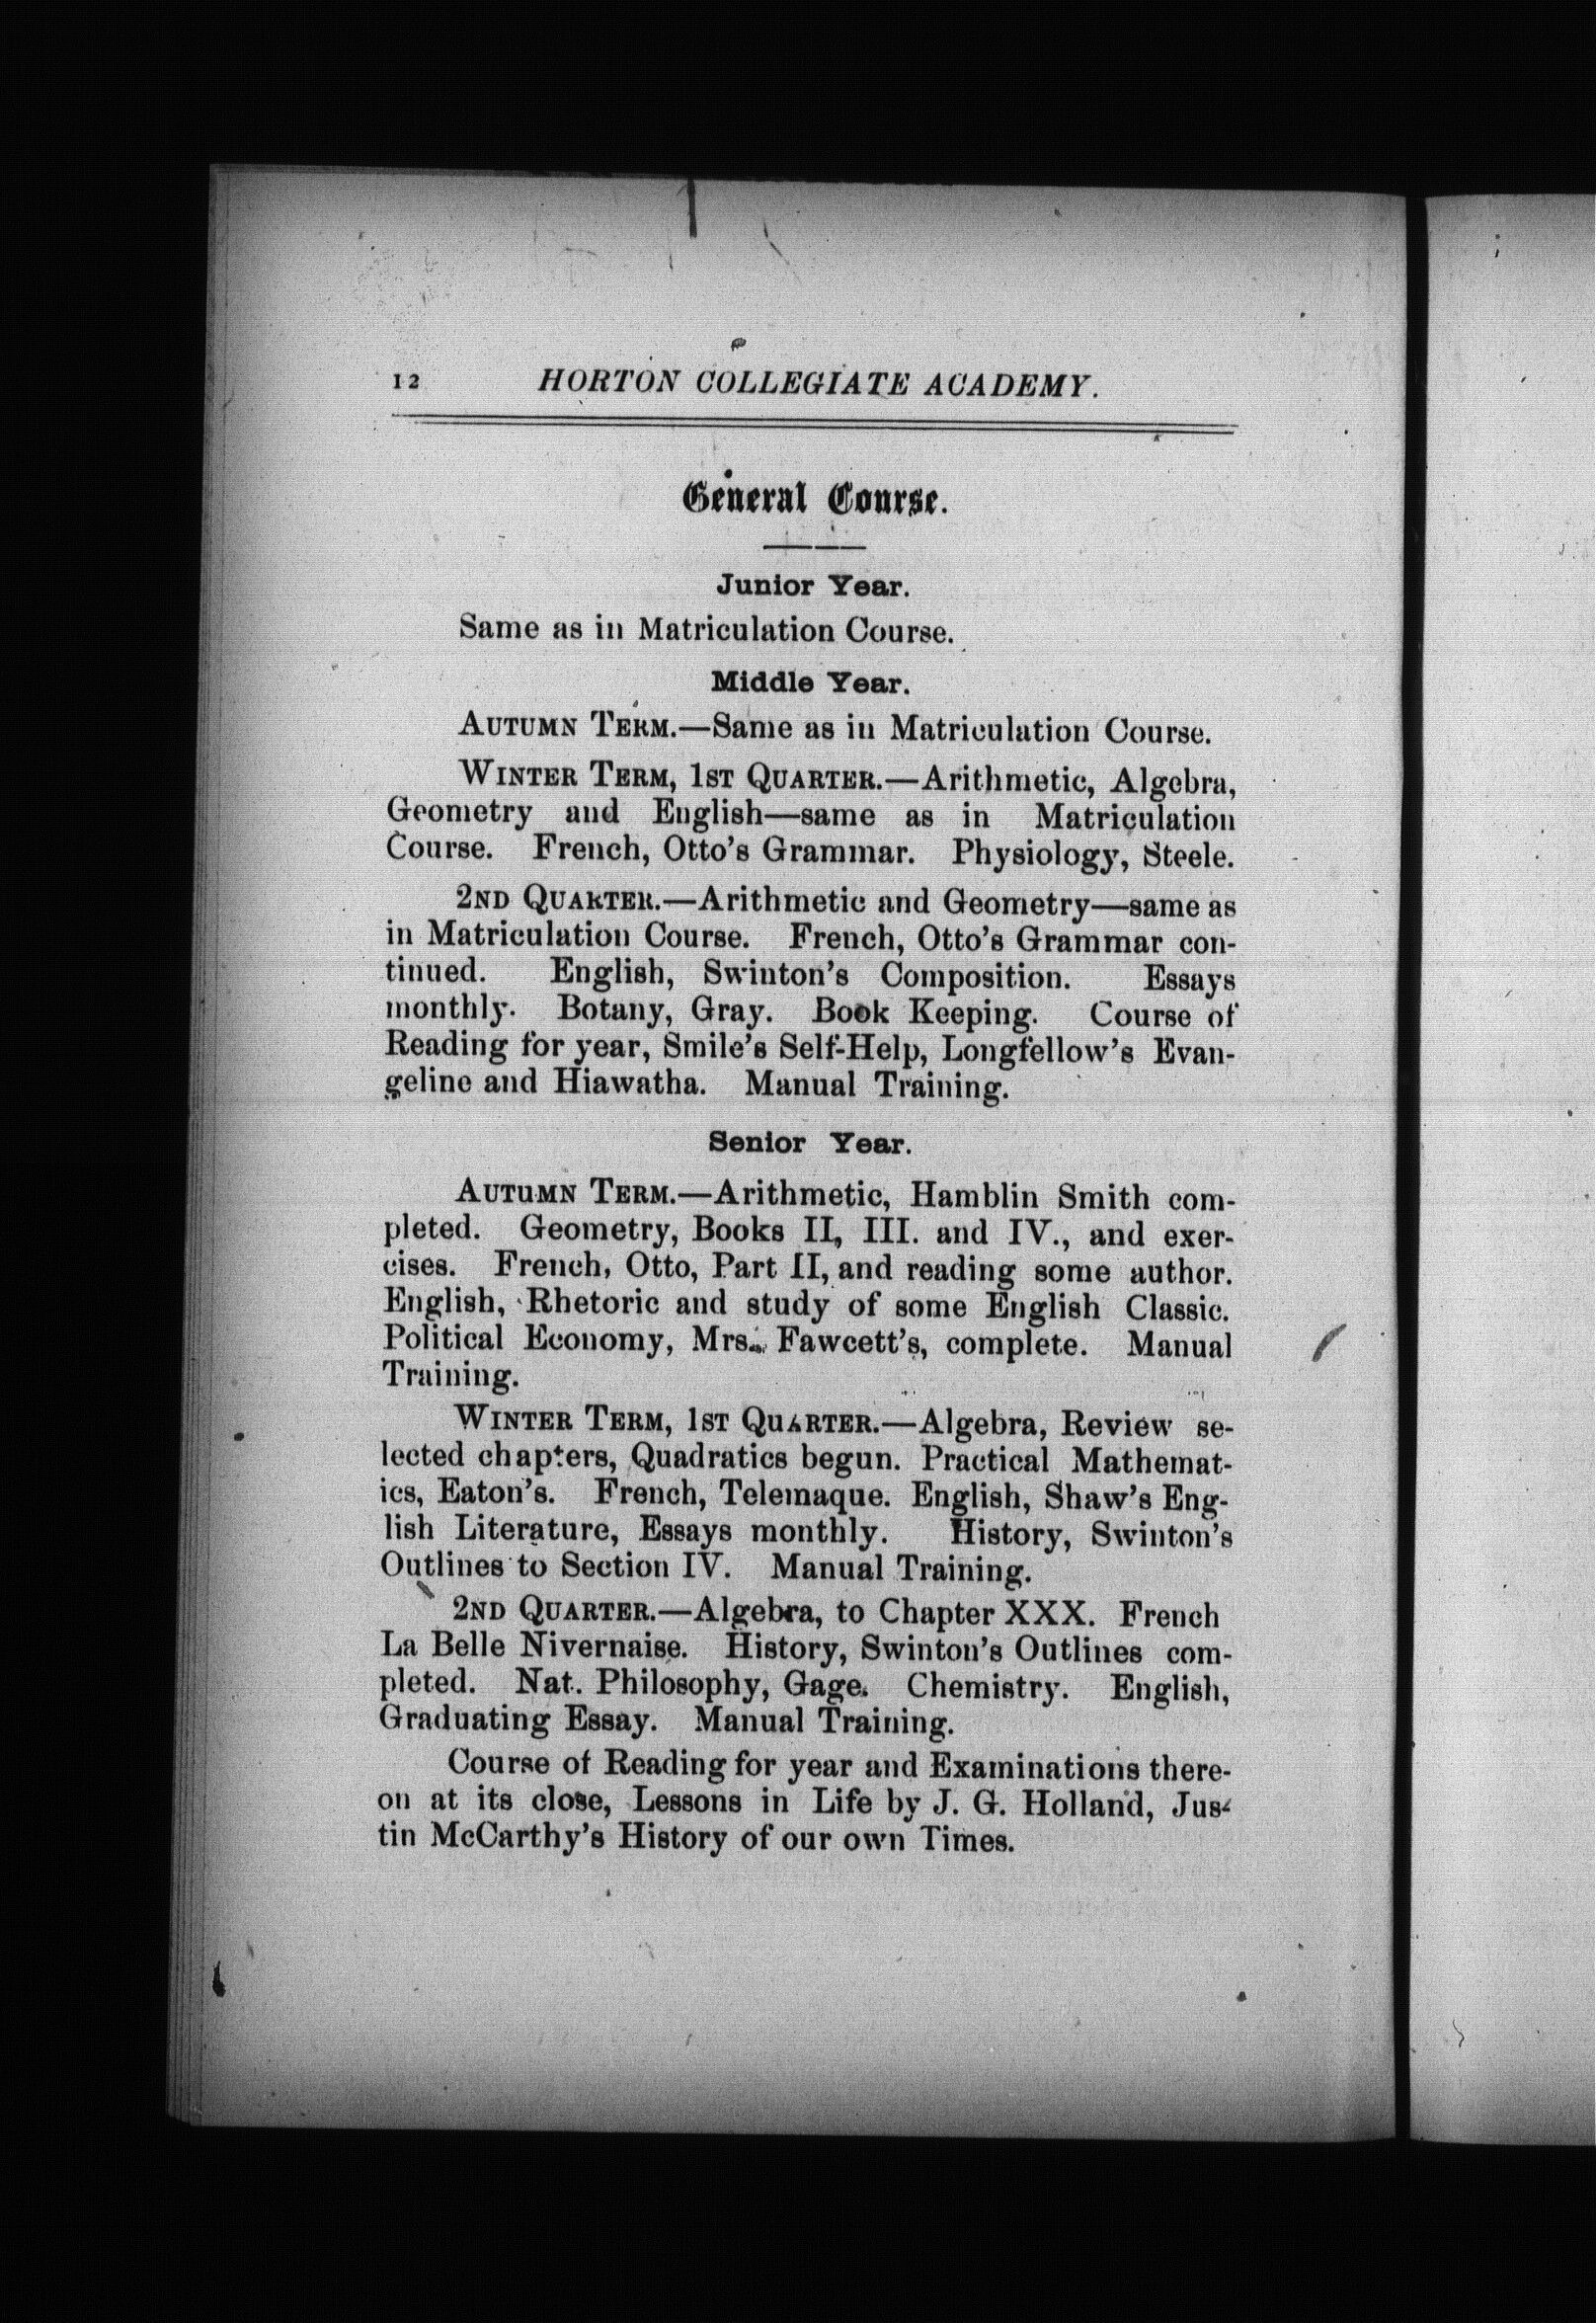 12 HORTON COLLEGIATE ACADEMY.
General Course.
Junior Year.
Same as in Matriculation Course.
Middle Year.
AUTUMN TERM.—Same as in Matriculation Course.
WINTER TERM, 1ST QUARTER.—Arithmetic, Algebra,
Geometry and English—same as in Matriculation
Course. French, Otto's Grammar. Physiology, Steele.
2ND QUARTER.—Arithmetic and Geometry—same as
in Matriculation Course. French, Otto's Grammar con-
tinued. English, Swinton's Composition. Essays
monthly. Botany, Gray. Book Keeping. Course of
Reading for year, Smile's Self-Help, Longfellow's Evan-
geline and Hiawatha. Manual Training.
Senior Year.
AUTUMN TERM.—Arithmetic, Hamblin Smith com-
pleted. Geometry, Books II, III. and IV., and exer-
cises. French, Otto, Part II, and reading some author.
English, Rhetoric and study of some English Classic.
Political Economy, Mrs. Fawcett's, complete. Manual
Training.
WINTER TERM, 1ST QUARTER.—Algebra, Review se-
lected chapters, Quadratics begun. Practical Mathemat-
ics, Eaton's. French, Telemaque. English, Shaw's Eng-
lish Literature, Essays monthly. History, Swinton's
Outlines to Section IV. Manual Training.
2ND QUARTER.—Algebra, to Chapter XXX. French
La Belle Nivernaise. History, Swinton's Outlines com-
pleted. Nat. Philosophy, Gage. Chemistry. English,
Graduating Essay. Manual Training.
Course of Reading for year and Examinations there-
on at its close, Lessons in Life by J. G. Holland, Jus-
tin McCarthy's History of our own Times.